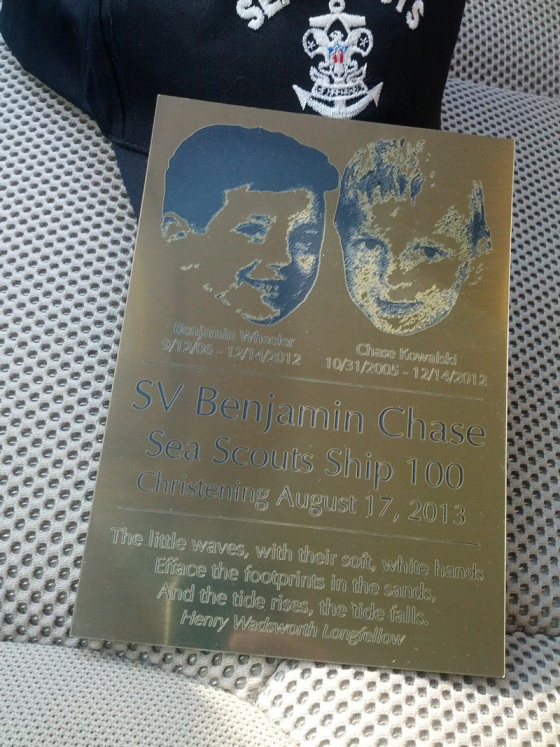 SEA SCOUTS
Benjamin Wheeler
9/12/06 - 12/14/2012
Chase Kowalski
10/31/2005 - 12/14/2012
SV Benjamin Chase
Sea Scouts Ship 100
Christening August 17, 2013
The little waves, with their soft, white hands
Efface the footprints in the sands,
And the tide rises, the tide falls.
Henry Wadsworth Longfellow